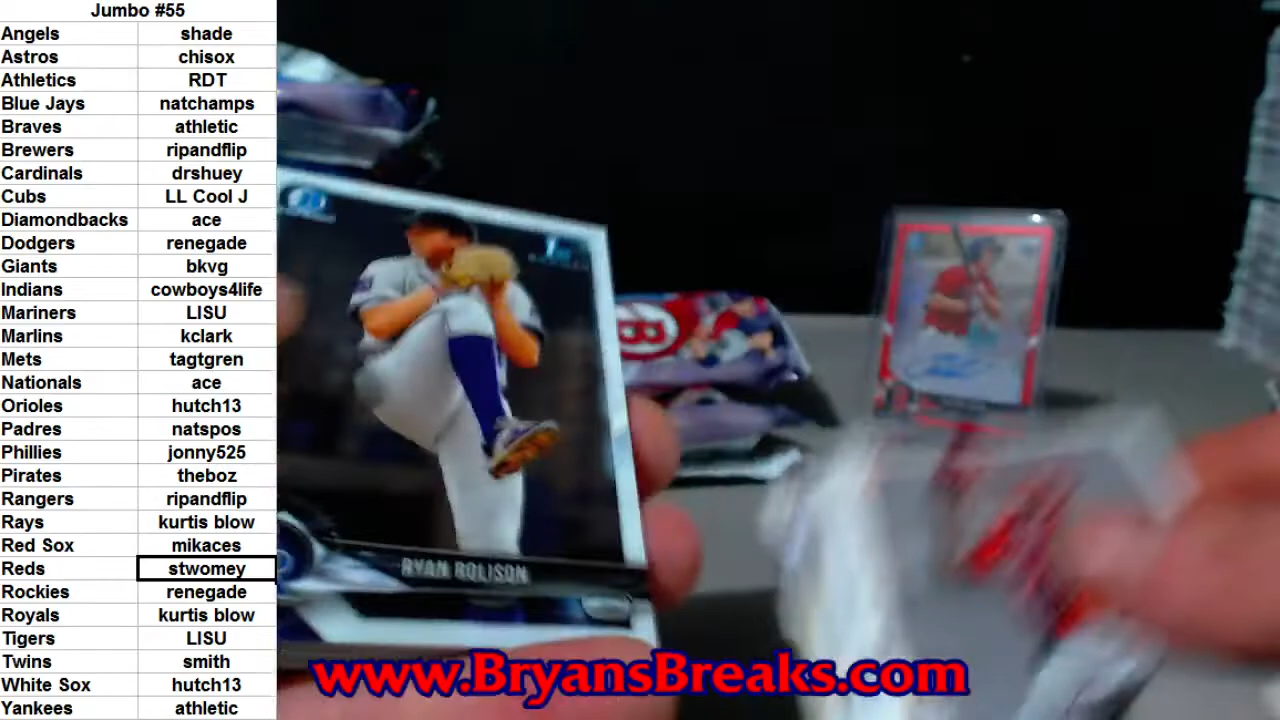 Jumbo #55
Angels shade
Astros chisox
Athletics RDT
Blue Jays natchamps
Braves athletic
Brewers ripandflip
Cardinals drshuey
Cubs LL Cool J
Diamondbacks ace
Dodgers renegade
Giants bkvg
Indians cowboys4life
Mariners LISU
Marlins kclark
Mets tagtgren
Nationals ace
Orioles hutch13
Padres natspos
Phillies jonny525
Pirates theboz
Rangers ripandflip
Rays kurtis blow
Red Sox mikaces
Reds stwomey
Rockies renegade
Royals kurtis blow
Tigers LISU
Twins smith
White Sox hutch13
Yankees athletic
RYAN ROLISON
B
www.BryansBreaks.com